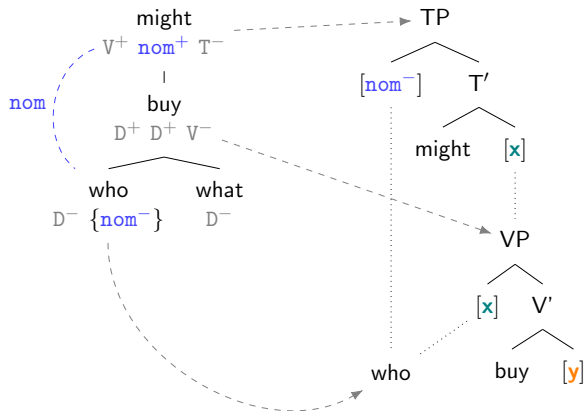 might
V⁺ nom⁺ T⁻
nom
buy
D⁺ D⁺ V⁻
who
what
D⁻ {nom⁻}
D⁻
TP
[nom⁻]
T′
might
[x]
VP
[x]
V'
who
buy
[y]